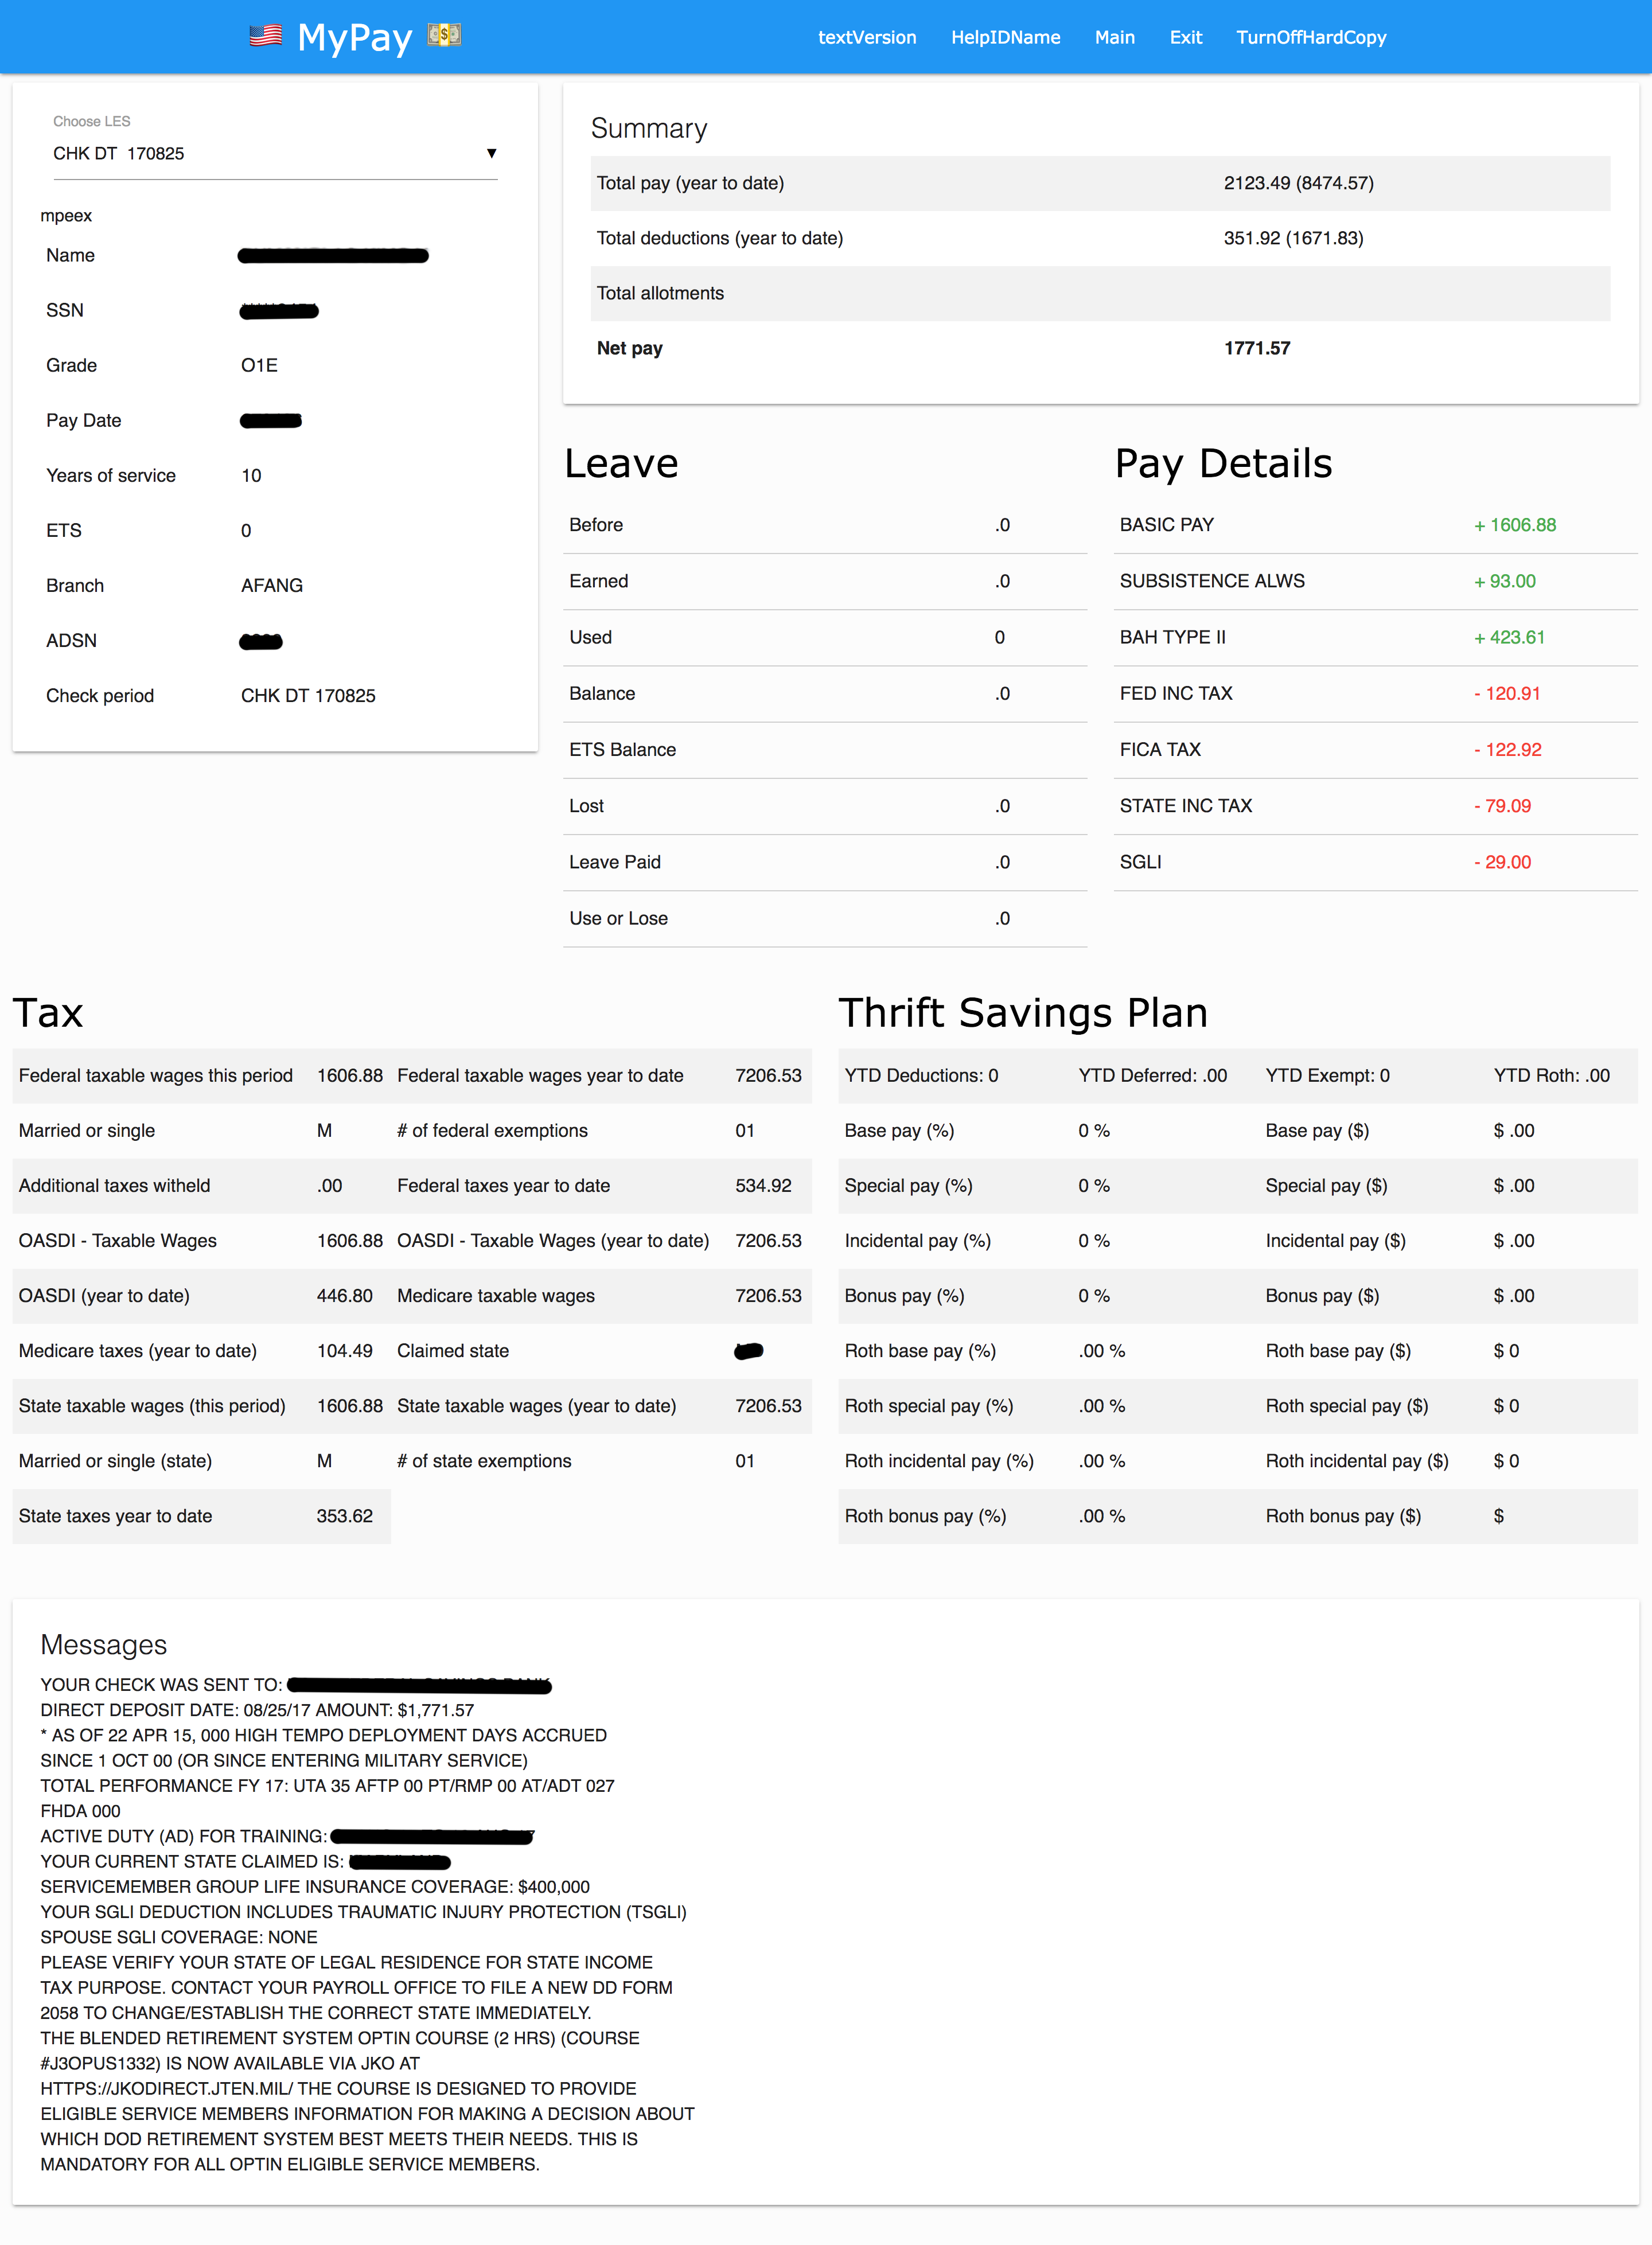 MyPay
textVersion HelpIDName Main Exit TurnOffHardCopy
Choose LES
CHK DT 170825 ▼
mpeex
Name
SSN
Grade O1E
Pay Date
Years of service 10
ETS 0
Branch AFANG
ADSN
Check period CHK DT 170825
Summary
Total pay (year to date) 2123.49 (8474.57)
Total deductions (year to date) 351.92 (1671.83)
Total allotments
Net pay 1771.57
Leave
Before .0
Earned .0
Used 0
Balance .0
ETS Balance
Lost .0
Leave Paid .0
Use or Lose .0
Pay Details
BASIC PAY + 1606.88
SUBSISTENCE ALWS + 93.00
BAH TYPE II + 423.61
FED INC TAX - 120.91
FICA TAX - 122.92
STATE INC TAX - 79.09
SGLI - 29.00
Tax
Federal taxable wages this period 1606.88 Federal taxable wages year to date 7206.53
Married or single M # of federal exemptions 01
Additional taxes witheld .00 Federal taxes year to date 534.92
OASDI - Taxable Wages 1606.88 OASDI - Taxable Wages (year to date) 7206.53
OASDI (year to date) 446.80 Medicare taxable wages 7206.53
Medicare taxes (year to date) 104.49 Claimed state
State taxable wages (this period) 1606.88 State taxable wages (year to date) 7206.53
Married or single (state) M # of state exemptions 01
State taxes year to date 353.62
Thrift Savings Plan
YTD Deductions: 0 YTD Deferred: .00 YTD Exempt: 0 YTD Roth: .00
Base pay (%) 0 % Base pay ($) $ .00
Special pay (%) 0 % Special pay ($) $ .00
Incidental pay (%) 0 % Incidental pay ($) $ .00
Bonus pay (%) 0 % Bonus pay ($) $ .00
Roth base pay (%) .00 % Roth base pay ($) $ 0
Roth special pay (%) .00 % Roth special pay ($) $ 0
Roth incidental pay (%) .00 % Roth incidental pay ($) $ 0
Roth bonus pay (%) .00 % Roth bonus pay ($) $
Messages
YOUR CHECK WAS SENT TO:
DIRECT DEPOSIT DATE: 08/25/17 AMOUNT: $1,771.57
* AS OF 22 APR 15, 000 HIGH TEMPO DEPLOYMENT DAYS ACCRUED
SINCE 1 OCT 00 (OR SINCE ENTERING MILITARY SERVICE)
TOTAL PERFORMANCE FY 17: UTA 35 AFTP 00 PT/RMP 00 AT/ADT 027
FHDA 000
ACTIVE DUTY (AD) FOR TRAINING:
YOUR CURRENT STATE CLAIMED IS:
SERVICEMEMBER GROUP LIFE INSURANCE COVERAGE: $400,000
YOUR SGLI DEDUCTION INCLUDES TRAUMATIC INJURY PROTECTION (TSGLI)
SPOUSE SGLI COVERAGE: NONE
PLEASE VERIFY YOUR STATE OF LEGAL RESIDENCE FOR STATE INCOME
TAX PURPOSE. CONTACT YOUR PAYROLL OFFICE TO FILE A NEW DD FORM
2058 TO CHANGE/ESTABLISH THE CORRECT STATE IMMEDIATELY.
THE BLENDED RETIREMENT SYSTEM OPTIN COURSE (2 HRS) (COURSE
#J3OPUS1332) IS NOW AVAILABLE VIA JKO AT
HTTPS://JKODIRECT.JTEN.MIL/ THE COURSE IS DESIGNED TO PROVIDE
ELIGIBLE SERVICE MEMBERS INFORMATION FOR MAKING A DECISION ABOUT
WHICH DOD RETIREMENT SYSTEM BEST MEETS THEIR NEEDS. THIS IS
MANDATORY FOR ALL OPTIN ELIGIBLE SERVICE MEMBERS.